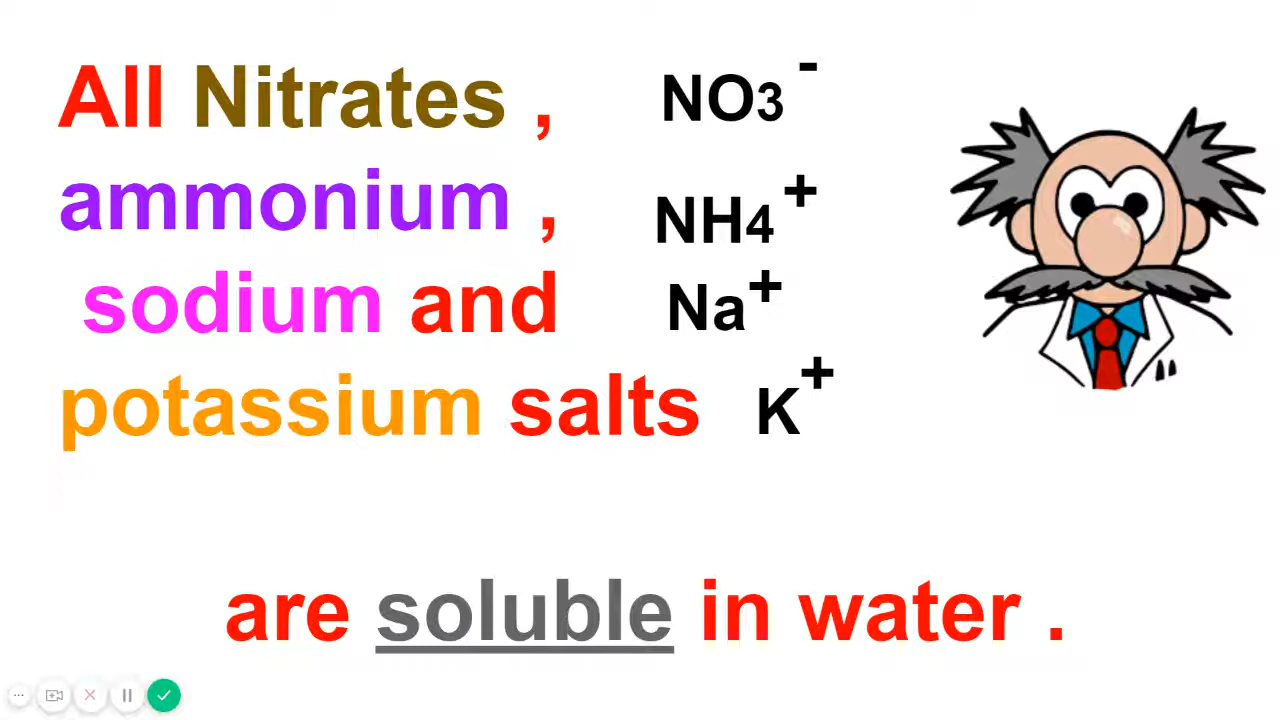 All Nitrates , NO3 -
ammonium , NH4 +
sodium and Na+
potassium salts K+
are soluble in water .